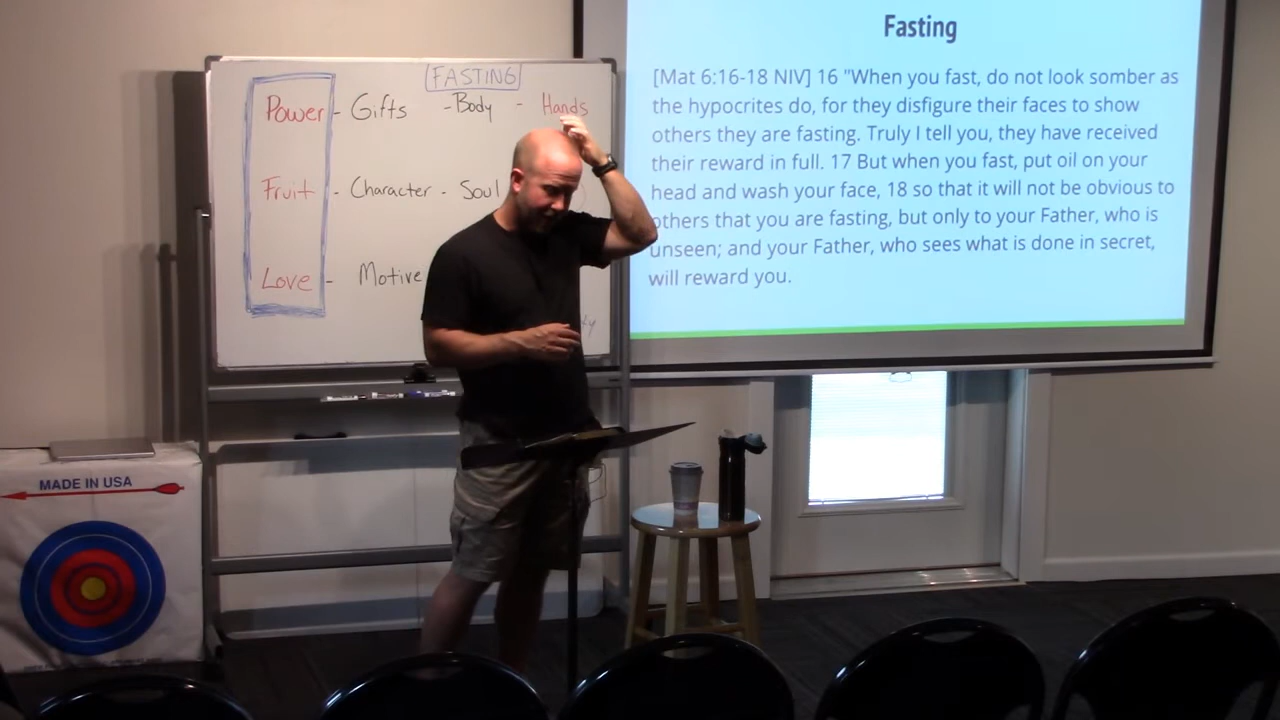 FASTING
Power - Gifts - Body - Hands
Fruit - Character - Soul
Love - Motive
MADE IN USA
Fasting
[Mat 6:16-18 NIV] 16 "When you fast, do not look somber as
the hypocrites do, for they disfigure their faces to show
others they are fasting. Truly I tell you, they have received
their reward in full. 17 But when you fast, put oil on your
head and wash your face, 18 so that it will not be obvious to
others that you are fasting, but only to your Father, who is
unseen; and your Father, who sees what is done in secret,
will reward you.